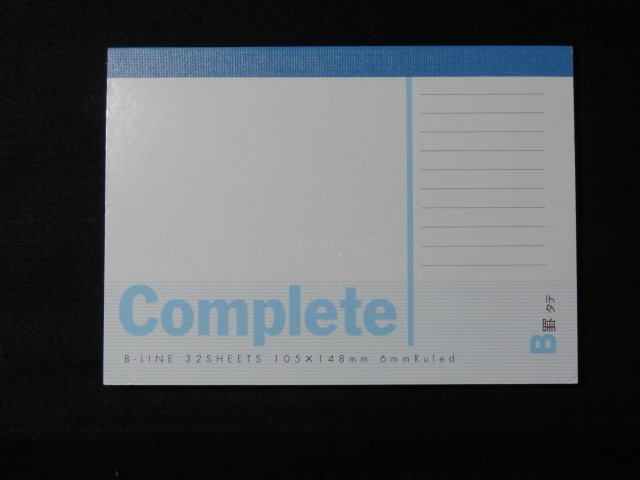 Complete
B-LINE 32SHEETS 105×148mm 6mmRuled
B罫 タテ